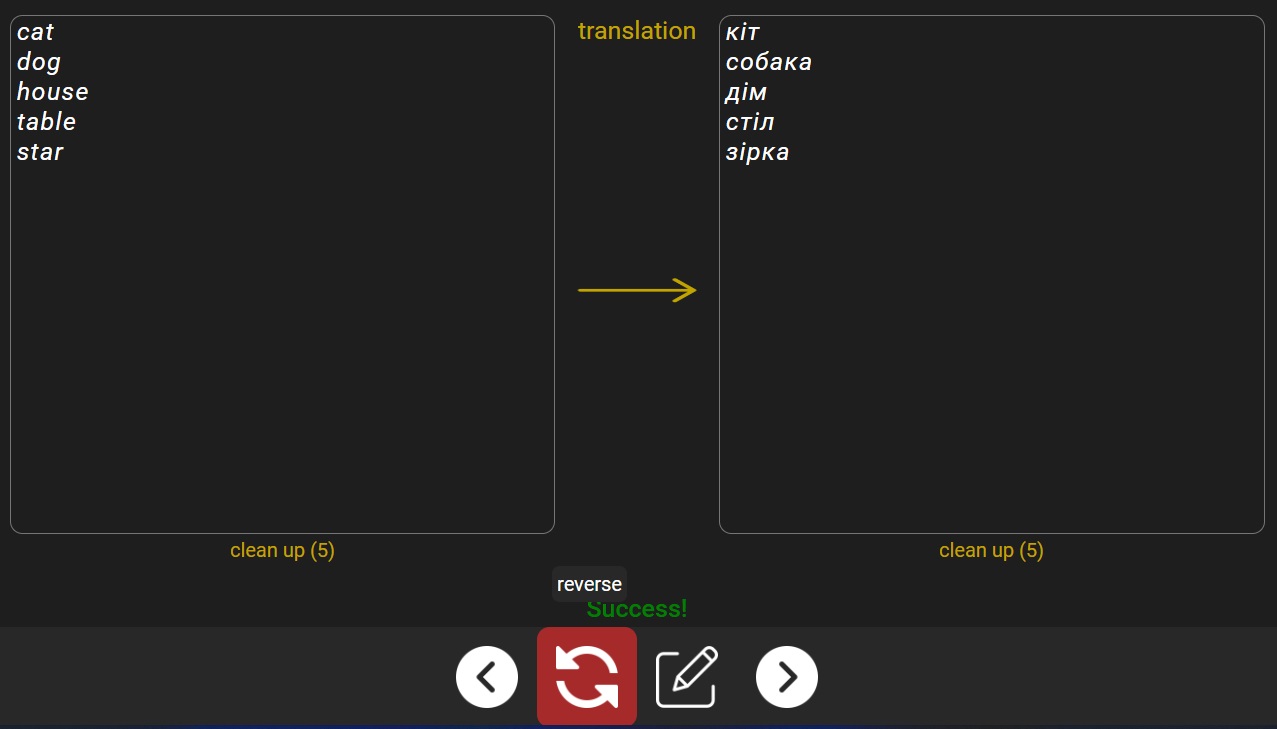 cat
dog
house
table
star
translation
кіт
собака
дім
стіл
зірка
clean up (5)
clean up (5)
reverse
Success!